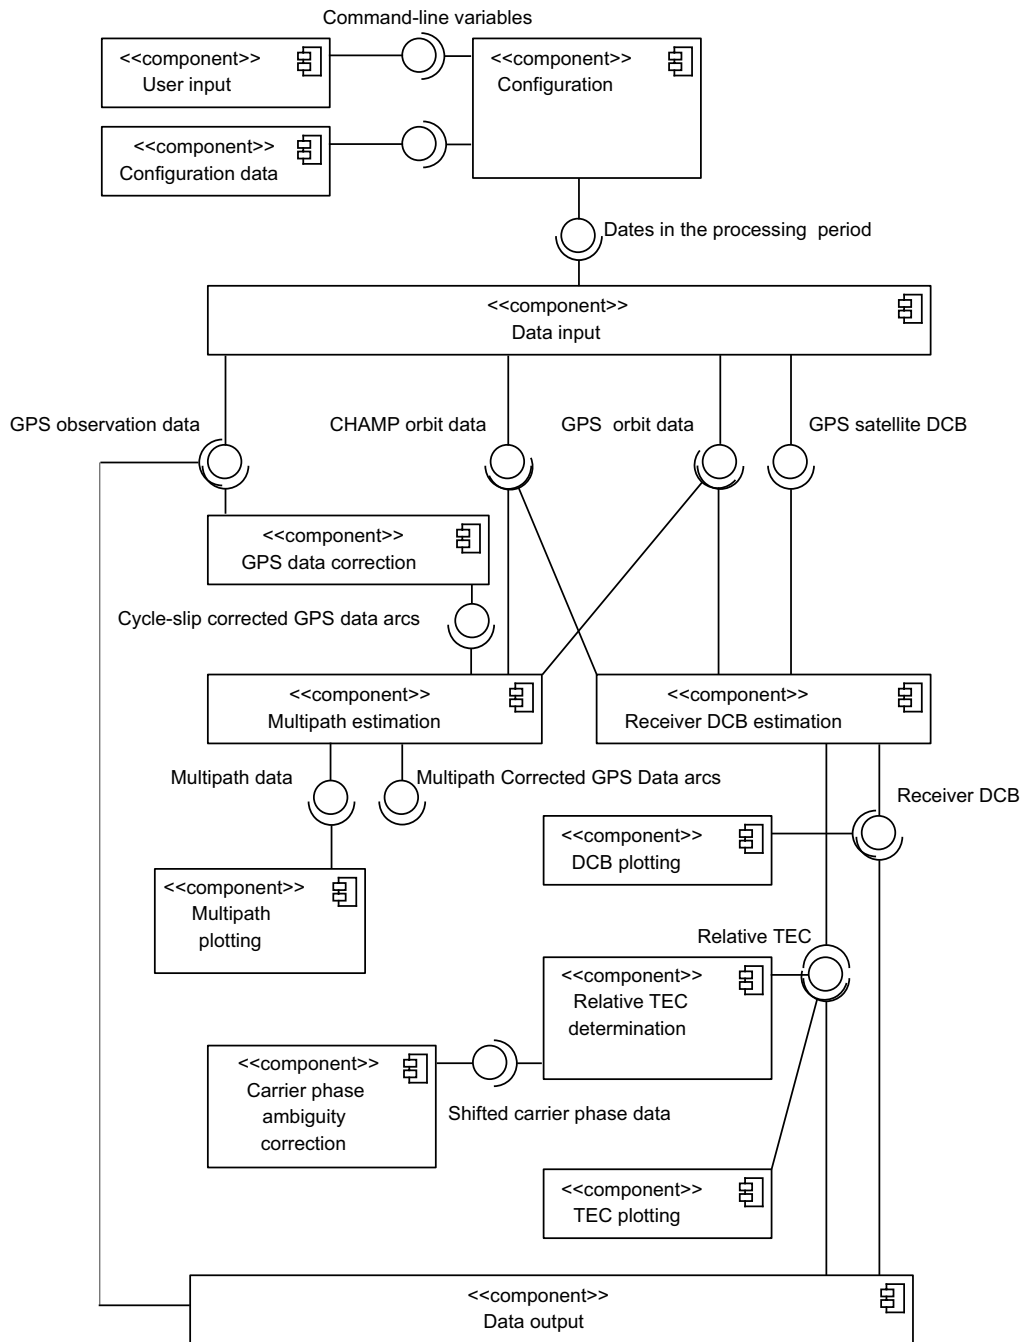 Command-line variables
<<component>>
User input
<<component>>
Configuration
<<component>>
Configuration data
Dates in the processing period
<<component>>
Data input
GPS observation data
CHAMP orbit data
GPS orbit data
GPS satellite DCB
<<component>>
GPS data correction
Cycle-slip corrected GPS data arcs
<<component>>
Multipath estimation
<<component>>
Receiver DCB estimation
Multipath data
Multipath Corrected GPS Data arcs
Receiver DCB
<<component>>
DCB plotting
<<component>>
Multipath
plotting
Relative TEC
<<component>>
Relative TEC
determination
<<component>>
Carrier phase
ambiguity
correction
Shifted carrier phase data
<<component>>
TEC plotting
<<component>>
Data output